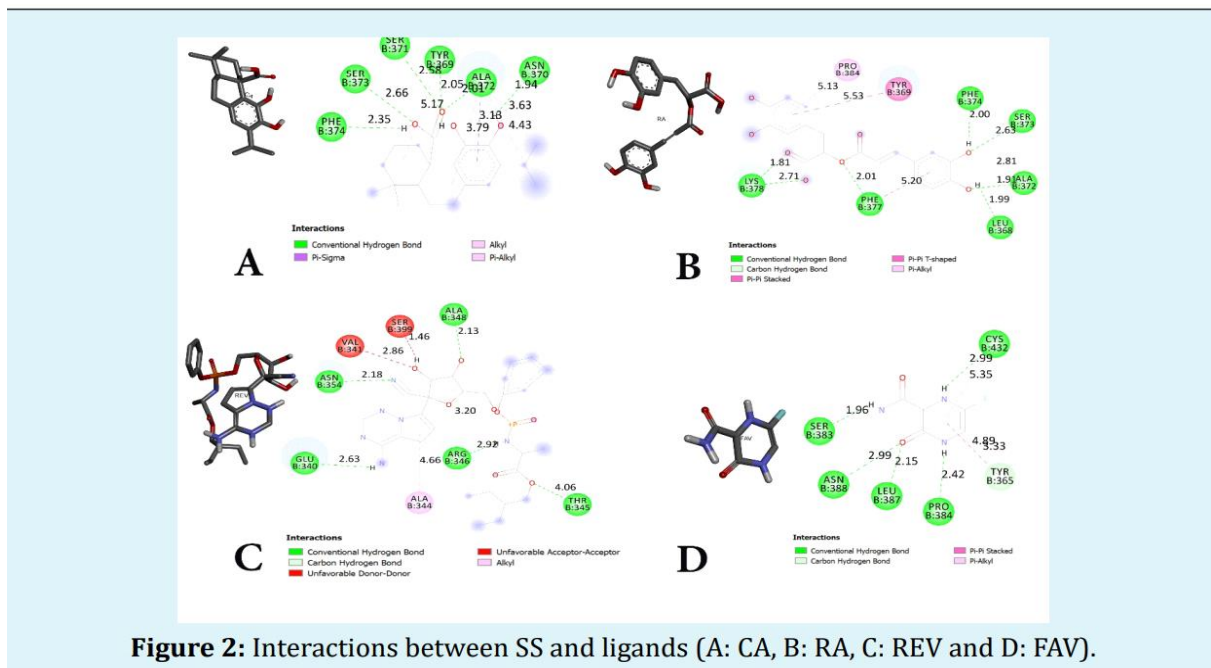 SER
B:371
TYR
B:369
ALA
B:372
ASN
B:370
SER
B:373
PHE
B:374
2.58
2.05
2.01
1.94
2.66
5.17
3.63
3.13
4.43
2.35
3.79
H
O
H
O
O
O
CA
A
Interactions
Conventional Hydrogen Bond
Pi-Sigma
Alkyl
Pi-Alkyl
RA
PRO
B:384
TYR
B:369
PHE
B:374
SER
B:373
ALA
B:372
LEU
B:368
PHE
B:377
LYS
B:378
5.13
5.53
2.00
2.63
2.81
1.91
1.99
5.20
2.01
1.81
2.71
B
Interactions
Conventional Hydrogen Bond
Carbon Hydrogen Bond
Pi-Pi Stacked
Pi-Pi T-shaped
Pi-Alkyl
REV
ALA
B:348
SER
B:399
VAL
B:341
ASN
B:354
GLU
B:340
ARG
B:346
ALA
B:344
THR
B:345
2.13
1.46
2.86
2.18
3.20
2.92
2.63
4.66
4.06
C
Interactions
Conventional Hydrogen Bond
Carbon Hydrogen Bond
Unfavorable Donor-Donor
Unfavorable Acceptor-Acceptor
Alkyl
FAV
CYS
B:432
SER
B:383
ASN
B:388
LEU
B:387
PRO
B:384
TYR
B:365
2.99
5.35
1.96
2.99
2.15
2.42
4.89
D
Interactions
Conventional Hydrogen Bond
Carbon Hydrogen Bond
Pi-Pi Stacked
Pi-Alkyl
Figure 2: Interactions between SS and ligands (A: CA, B: RA, C: REV and D: FAV).